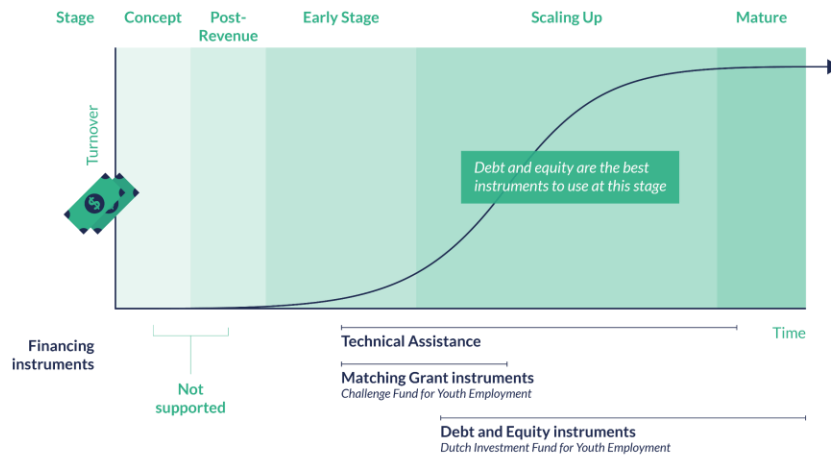 Stage
Concept
Post-
Revenue
Early Stage
Scaling Up
Mature
Turnover
$
Debt and equity are the best
instruments to use at this stage
Time
Financing
instruments
Not
supported
Technical Assistance
Matching Grant instruments
Challenge Fund for Youth Employment
Debt and Equity instruments
Dutch Investment Fund for Youth Employment